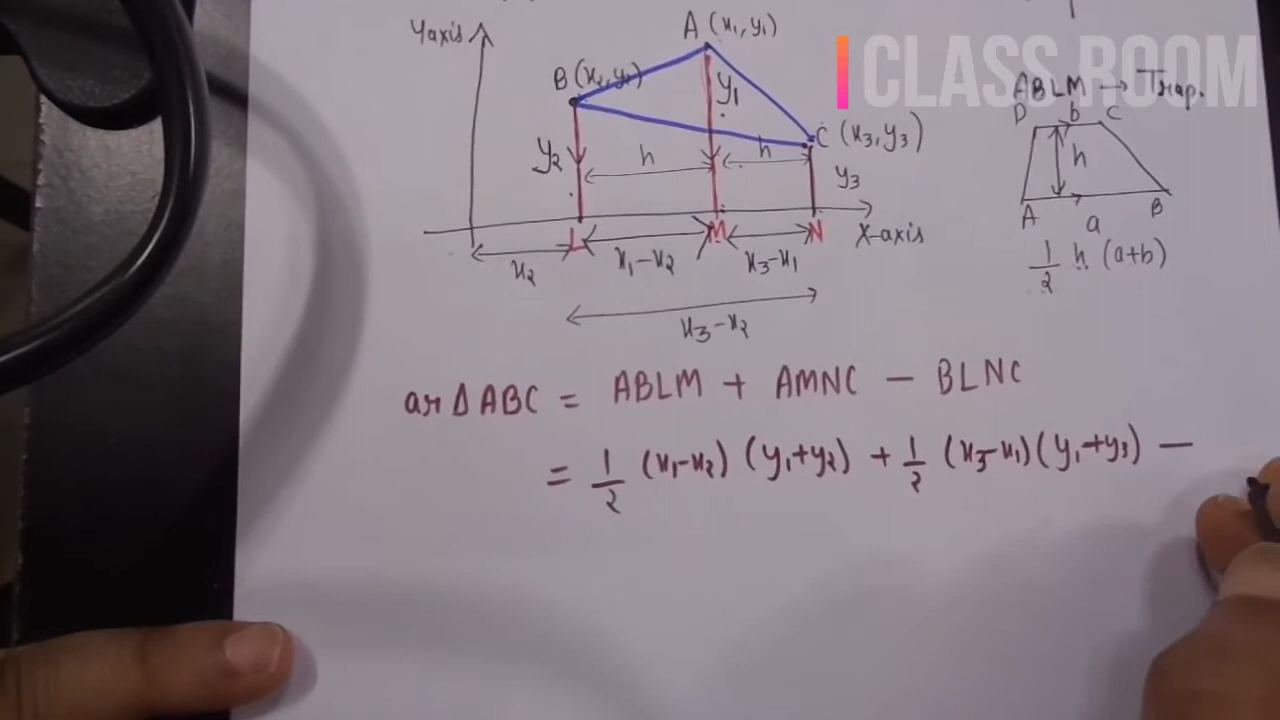 CLASS ROOM
Y axis
A (x₁, y₁)
B (x₂, y₂)
C (x₃, y₃)
y₁
y₂
h
h
y₃
L
M
N
X-axis
x₂
x₁-x₂
x₃-x₁
x₃-x₂
ABLM → Trap.
D
b
C
h
A
a
B
1/2 h (a+b)
ar Δ ABC = ABLM + AMNC - BLNC
= 1/2 (x₁-x₂) (y₁+y₂) + 1/2 (x₃-x₁) (y₁+y₃) -